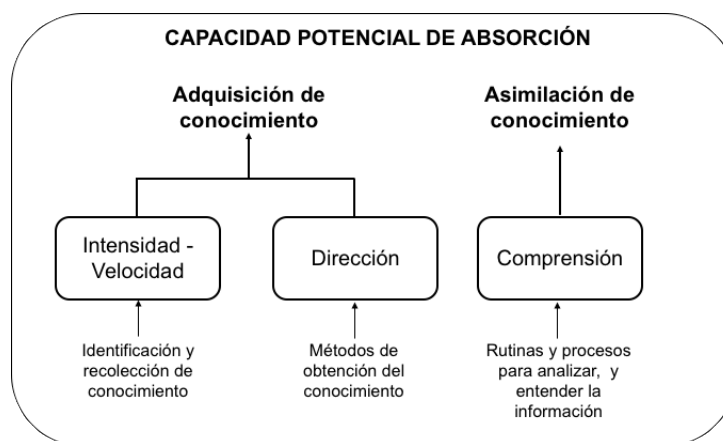 CAPACIDAD POTENCIAL DE ABSORCIÓN
Adquisición de
conocimiento
Asimilación de
conocimiento
Intensidad -
Velocidad
Dirección
Comprensión
Identificación y
recolección de
conocimiento
Métodos de
obtención del
conocimiento
Rutinas y procesos
para analizar,  y
entender la
información